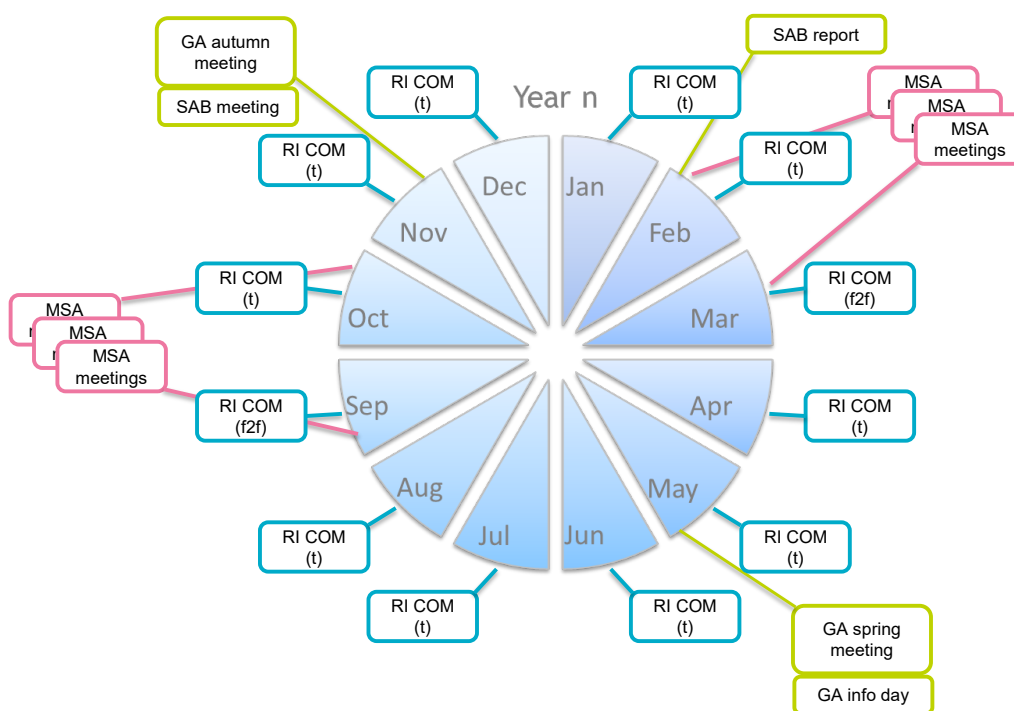 GA autumn
meeting
SAB meeting
RI COM
(t)
Year n
RI COM
(t)
SAB report
MSA
MSA
MSA
meetings
RI COM
(t)
RI COM
(t)
Dec
Jan
Nov
Feb
RI COM
(t)
RI COM
(f2f)
Oct
Mar
MSA
MSA
MSA
meetings
Sep
Apr
RI COM
(f2f)
RI COM
(t)
Aug
May
Jul
Jun
RI COM
(t)
RI COM
(t)
RI COM
(t)
RI COM
(t)
GA spring
meeting
GA info day